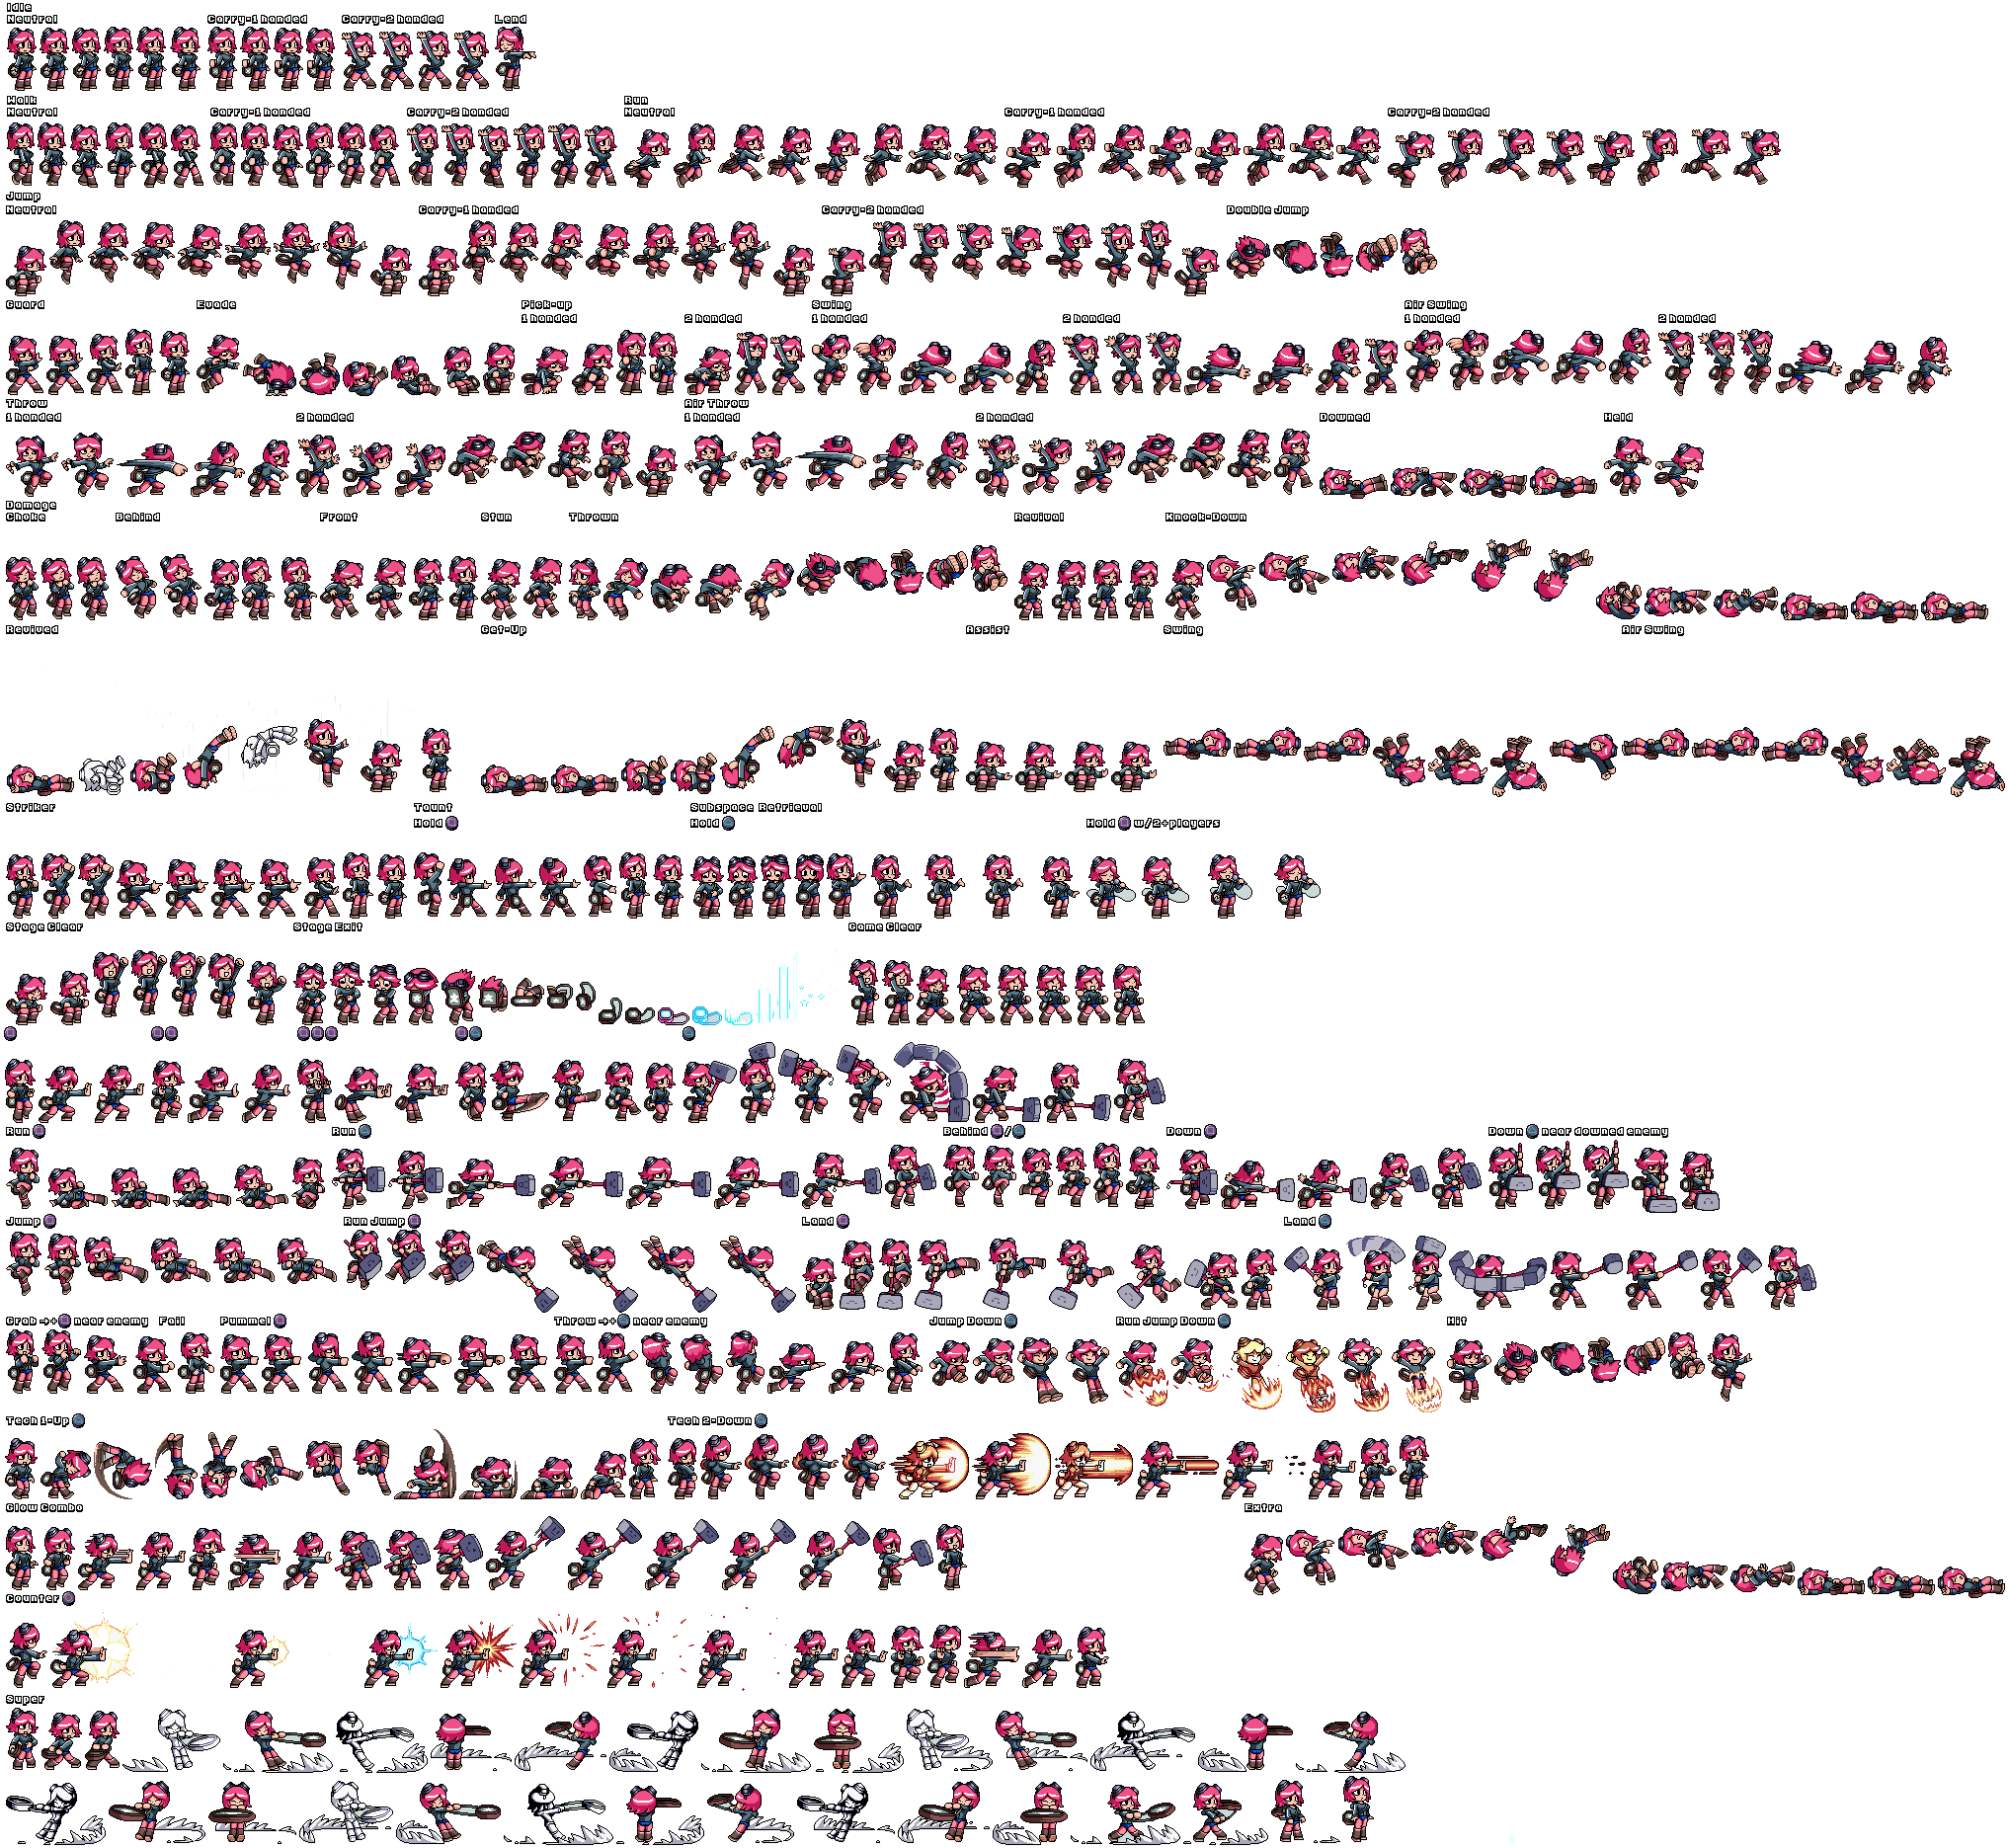 Idle
Neutral Carry-1 handed Carry-2 handed Land
Walk Run
Neutral Carry-1 handed Carry-2 handed Neutral Carry-1 handed Carry-2 handed
Jump
Neutral Carry-1 handed Carry-2 handed Double Jump
Guard Evade Pick-up Swing Air Swing
1 handed 2 handed 1 handed 2 handed 1 handed 2 handed
Throw Air Throw
1 handed 2 handed 1 handed 2 handed Downed Held
Damage
Choke Behind Front Stun Thrown Revival Knock-Down
Revived Get-Up Assist Swing Air Swing
Striker Taunt Subspace Retrieval
Hold Hold Hold w/2+players
Stage Clear Stage Exit Game Clear
Run Run Behind / Down Down near downed enemy
Jump Run Jump Land Land
Grab →+ near enemy Fail Pummel Throw →+ near enemy Jump Down Run Jump Down Hit
Tech 1-Up Tech 2-Down
Glow Combo Extra
Counter
Super